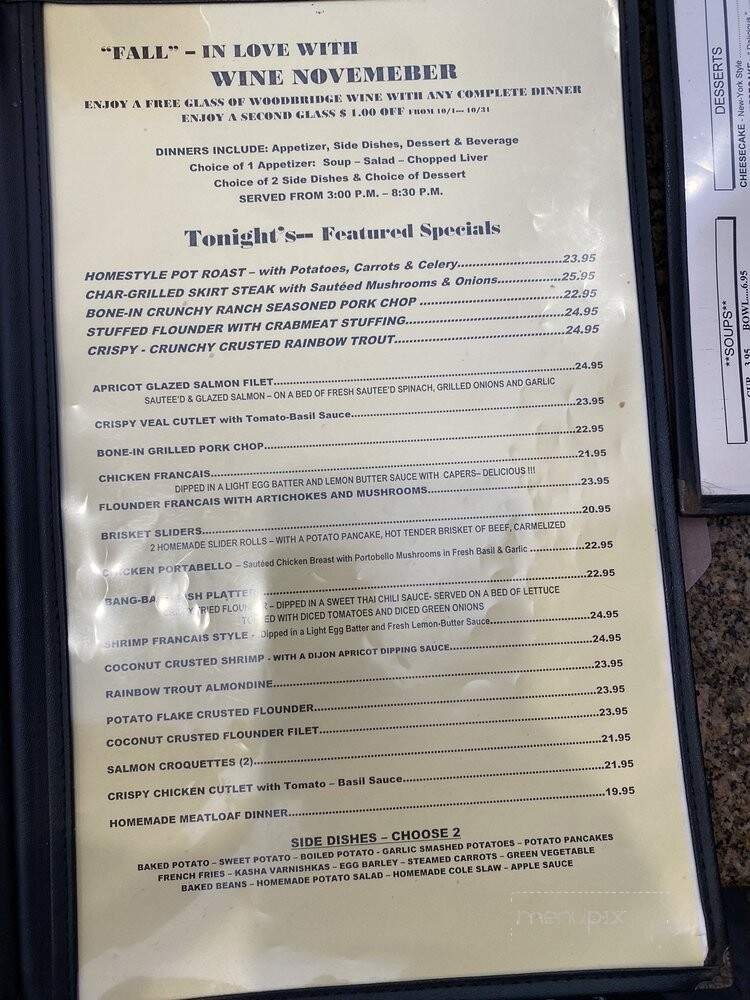 "FALL" – IN LOVE WITH
WINE NOVEMEBER
ENJOY A FREE GLASS OF WOODBRIDGE WINE WITH ANY COMPLETE DINNER
ENJOY A SECOND GLASS $ 1.00 OFF FROM 10/1--- 10/31
DINNERS INCLUDE: Appetizer, Side Dishes, Dessert & Beverage
Choice of 1 Appetizer: Soup – Salad – Chopped Liver
Choice of 2 Side Dishes & Choice of Dessert
SERVED FROM 3:00 P.M. – 8:30 P.M.
Tonight's-- Featured Specials
HOMESTYLE POT ROAST – with Potatoes, Carrots & Celery...23.95
CHAR-GRILLED SKIRT STEAK with Sautéed Mushrooms & Onions...25.95
BONE-IN CRUNCHY RANCH SEASONED PORK CHOP ...22.95
STUFFED FLOUNDER WITH CRABMEAT STUFFING...24.95
CRISPY - CRUNCHY CRUSTED RAINBOW TROUT...24.95
APRICOT GLAZED SALMON FILET...24.95
SAUTEE'D & GLAZED SALMON – ON A BED OF FRESH SAUTEE'D SPINACH, GRILLED ONIONS AND GARLIC
CRISPY VEAL CUTLET with Tomato-Basil Sauce...23.95
BONE-IN GRILLED PORK CHOP...22.95
CHICKEN FRANCAIS...21.95
DIPPED IN A LIGHT EGG BATTER AND LEMON BUTTER SAUCE WITH CAPERS– DELICIOUS !!!
FLOUNDER FRANCAIS WITH ARTICHOKES AND MUSHROOMS...23.95
BRISKET SLIDERS...20.95
2 HOMEMADE SLIDER ROLLS – WITH A POTATO PANCAKE, HOT TENDER BRISKET OF BEEF, CARMELIZED
CHICKEN PORTABELLO – Sautéed Chicken Breast with Portobello Mushrooms in Fresh Basil & Garlic ...22.95
PLATTER ...22.95
FRIED – DIPPED IN A SWEET THAI CHILI SAUCE- SERVED ON A BED OF LETTUCE
WITH DICED TOMATOES AND DICED GREEN ONIONS
SHRIMP FRANCAIS STYLE - Dipped in a Light Egg Batter and Fresh Lemon-Butter Sauce...24.95
COCONUT CRUSTED SHRIMP - WITH A DIJON APRICOT DIPPING SAUCE...24.95
RAINBOW TROUT ALMONDINE...23.95
POTATO FLAKE CRUSTED FLOUNDER...23.95
COCONUT CRUSTED FLOUNDER FILET...23.95
SALMON CROQUETTES (2)...21.95
CRISPY CHICKEN CUTLET with Tomato – Basil Sauce...21.95
HOMEMADE MEATLOAF DINNER...19.95
SIDE DISHES – CHOOSE 2
BAKED POTATO – SWEET POTATO – BOILED POTATO - GARLIC SMASHED POTATOES – POTATO PANCAKES
FRENCH FRIES – KASHA VARNISHKAS – EGG BARLEY – STEAMED CARROTS – GREEN VEGETABLE
BAKED BEANS – HOMEMADE POTATO SALAD – HOMEMADE COLE SLAW – APPLE SAUCE
DESSERTS
CHEESECAKE - New-York Style
**SOUPS**
CUP 3.95 BOWL....6.95
menupix